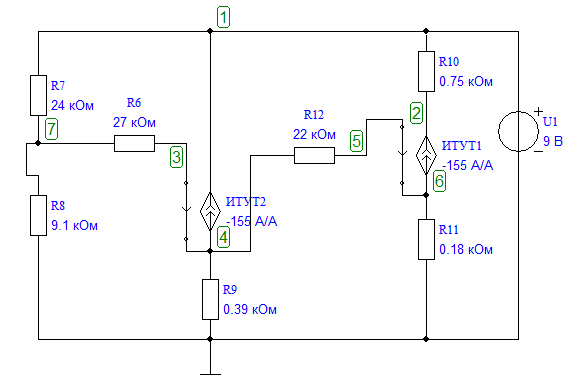 1
R7
24 кОм
7
R6
27 кОм
3
R8
9.1 кОм
ИТУТ2
-155 А/А
4
R9
0.39 кОм
R12
22 кОм
5
R10
0.75 кОм
2
ИТУТ1
-155 А/А
6
R11
0.18 кОм
+
U1
9 В
–